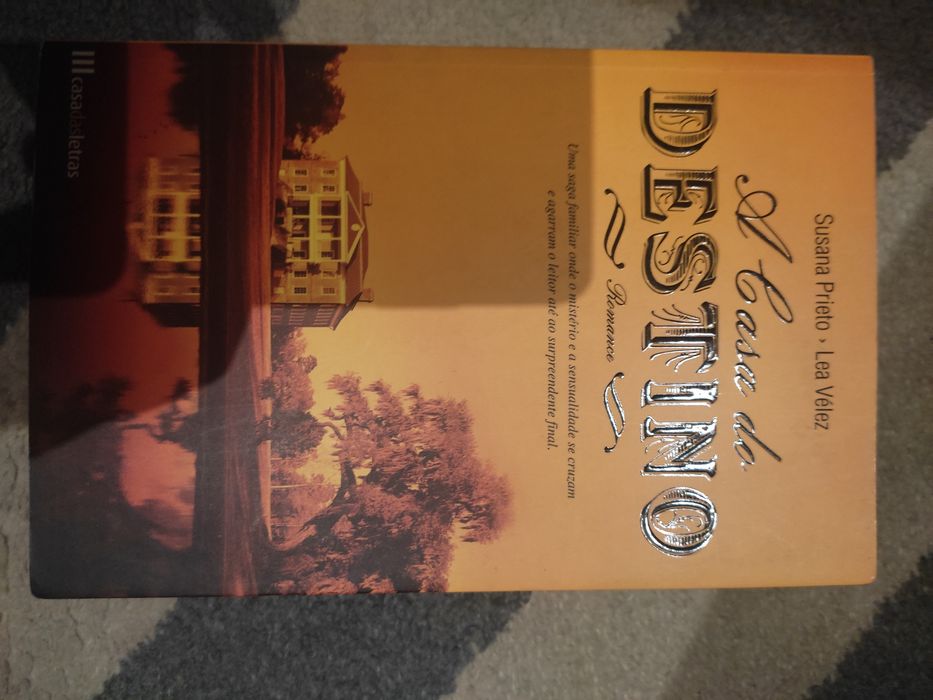 Susana Prieto › Lea Vélez
A Casa do
DESTINO
Romance
Uma saga familiar onde o mistério e a sensualidade se cruzam
e agarram o leitor até ao surpreendente final.
casadasletras